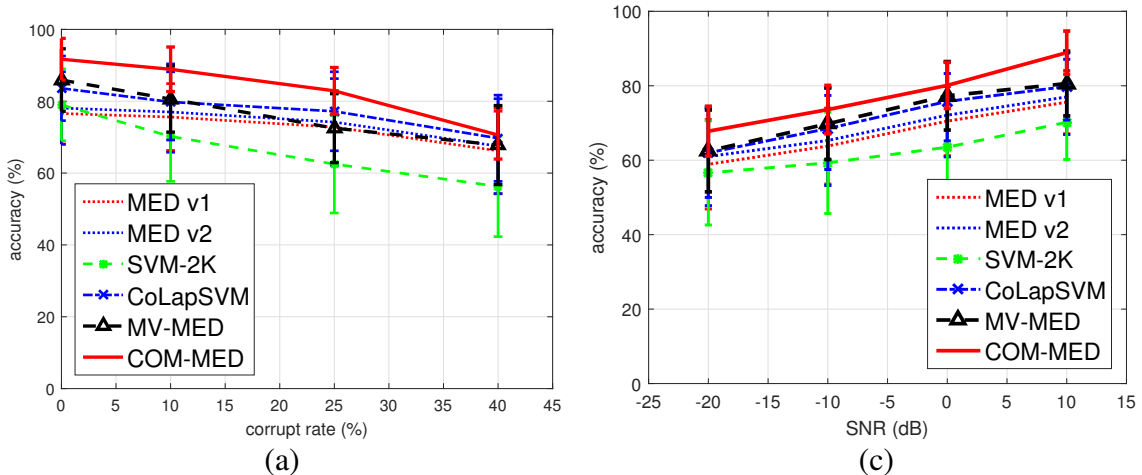 100
80
60
40
20
0
accuracy (%)
MED v1
MED v2
SVM-2K
CoLapSVM
MV-MED
COM-MED
0 5 10 15 20 25 30 35 40 45
corrupt rate (%)
(a)
100
80
60
40
20
0
accuracy (%)
MED v1
MED v2
SVM-2K
CoLapSVM
MV-MED
COM-MED
-25 -20 -15 -10 -5 0 5 10 15
SNR (dB)
(c)